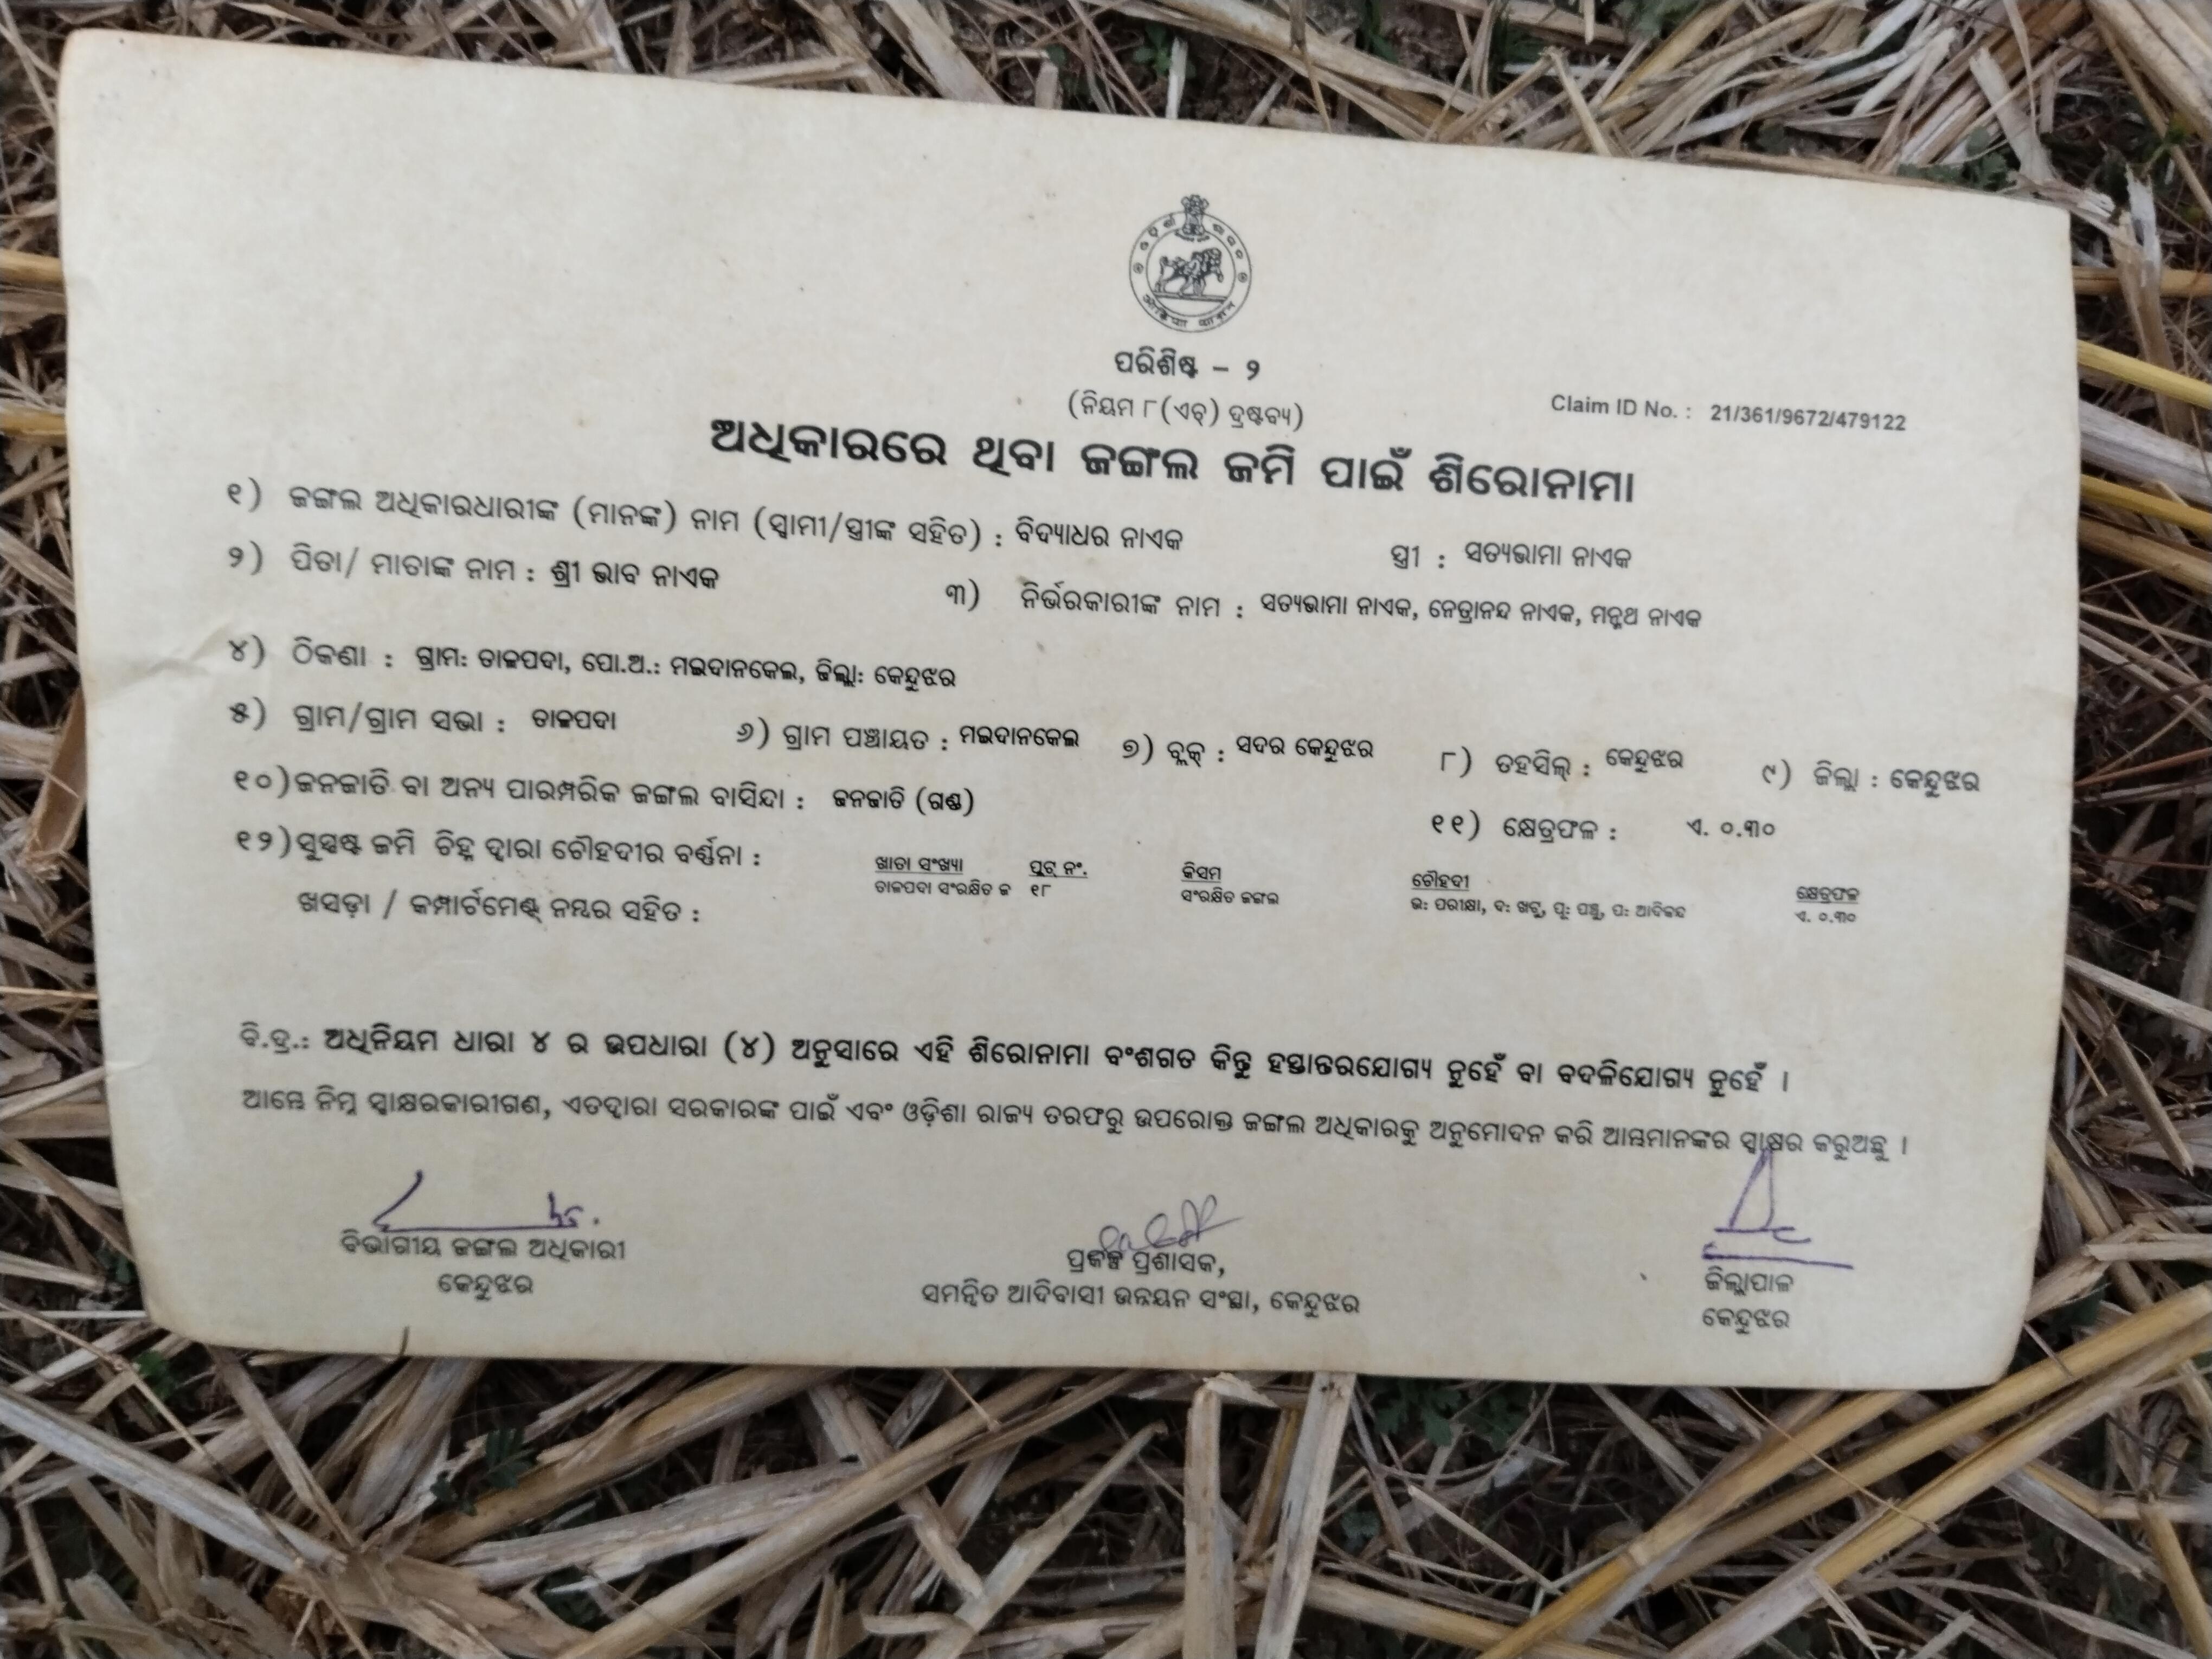 ପରିଶିଷ୍ଟ - ୨
(ନିୟମ ୮(ଏଚ୍) ଦ୍ରଷ୍ଟବ୍ୟ)
Claim ID No. : 21/361/9672/479122
ଅଧିକାରରେ ଥିବା ଜଙ୍ଗଲ ଜମି ପାଇଁ ଶିରୋନାମା
୧) ଜଙ୍ଗଲ ଅଧିକାରଧାରୀଙ୍କ (ମାନଙ୍କ) ନାମ (ସ୍ଵାମୀ/ସ୍ତ୍ରୀଙ୍କ ସହିତ) : ବିଦ୍ୟାଧର ନାଏକ ସ୍ତ୍ରୀ : ସତ୍ୟଭାମା ନାଏକ
୨) ପିତା/ ମାତାଙ୍କ ନାମ : ଶ୍ରୀ ଭାବ ନାଏକ ୩) ନିର୍ଭରକାରୀଙ୍କ ନାମ : ସତ୍ୟଭାମା ନାଏକ, ନେତ୍ରାନନ୍ଦ ନାଏକ, ମନ୍ମଥ ନାଏକ
୪) ଠିକଣା : ଗ୍ରାମ: ତାଳପଦା, ପୋ.ଅ.: ମଇଦାନକେଲ, ଜିଲ୍ଲା: କେନ୍ଦୁଝର
୫) ଗ୍ରାମ/ଗ୍ରାମ ସଭା : ତାଳପଦା ୬) ଗ୍ରାମ ପଞ୍ଚାୟତ : ମଇଦାନକେଲ ୭) ବ୍ଲକ୍ : ସଦର କେନ୍ଦୁଝର ୮) ତହସିଲ୍ : କେନ୍ଦୁଝର ୯) ଜିଲ୍ଲା : କେନ୍ଦୁଝର
୧୦) ଜନଜାତି ବା ଅନ୍ୟ ପାରମ୍ପରିକ ଜଙ୍ଗଲ ବାସିନ୍ଦା : ଜନଜାତି (ଗଣ୍ଡ) ୧୧) କ୍ଷେତ୍ରଫଳ : ଏ. ୦.୩୦
୧୨) ସୁସ୍ପଷ୍ଟ ଜମି ଚିହ୍ନ ଦ୍ଵାରା ଚୌହଦୀର ବର୍ଣ୍ଣନା :
ଖାତା ସଂଖ୍ୟା ପ୍ଲଟ୍ ନଂ. କିସମ ଚୌହଦୀ କ୍ଷେତ୍ରଫଳ
ତାଳପଦା ସଂରକ୍ଷିତ ଜ ୧୮ ସଂରକ୍ଷିତ ଜଙ୍ଗଲ ଉ: ପରୀକ୍ଷା, ଦ: ଖଟୁ, ପୂ: ପଞ୍ଚୁ, ପ: ଆଦିକନ୍ଦ ଏ. ୦.୩୦
ଖସଡ଼ା / କମ୍ପାର୍ଟମେଣ୍ଟ୍ ନମ୍ବର ସହିତ :
ବି.ଦ୍ର.: ଅଧିନିୟମ ଧାରା ୪ ର ଉପଧାରା (୪) ଅନୁସାରେ ଏହି ଶିରୋନାମା ବଂଶଗତ କିନ୍ତୁ ହସ୍ତାନ୍ତରଯୋଗ୍ୟ ନୁହେଁ ବା ବଦଳିଯୋଗ୍ୟ ନୁହେଁ ।
ଆମ୍ଭେ ନିମ୍ନ ସ୍ଵାକ୍ଷରକାରୀଗଣ, ଏତଦ୍ଵାରା ସରକାରଙ୍କ ପାଇଁ ଏବଂ ଓଡ଼ିଶା ରାଜ୍ୟ ତରଫରୁ ଉପରୋକ୍ତ ଜଙ୍ଗଲ ଅଧିକାରକୁ ଅନୁମୋଦନ କରି ଆମ୍ଭମାନଙ୍କର ସ୍ଵାକ୍ଷର କରୁଅଛୁ ।
ବିଭାଗୀୟ ଜଙ୍ଗଲ ଅଧିକାରୀ
କେନ୍ଦୁଝର
ପ୍ରକଳ୍ପ ପ୍ରଶାସକ,
ସମନ୍ଵିତ ଆଦିବାସୀ ଉନ୍ନୟନ ସଂସ୍ଥା, କେନ୍ଦୁଝର
ଜିଲ୍ଲାପାଳ
କେନ୍ଦୁଝର